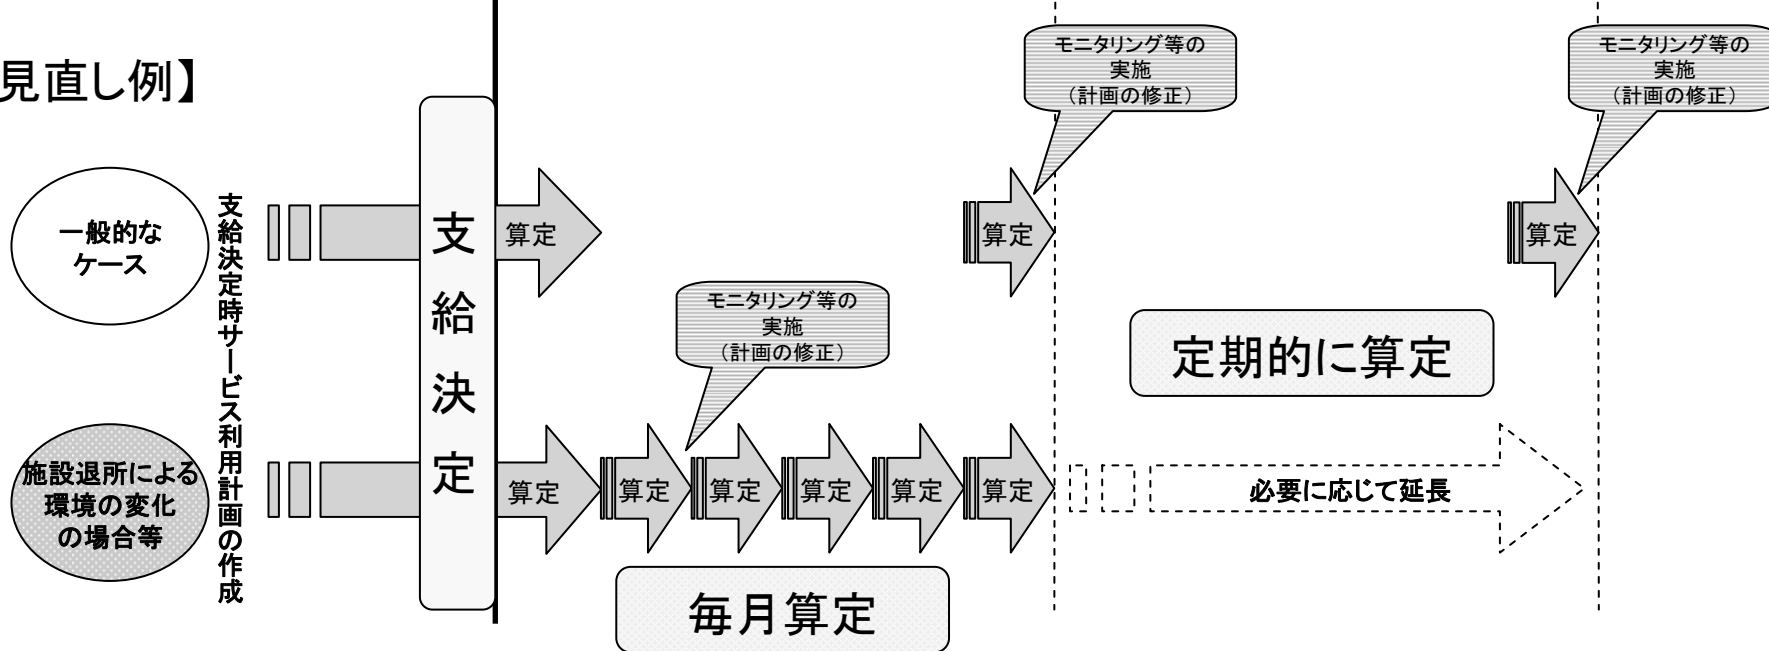 見直し例】
モニタリング等の
実施
（計画の修正）
モニタリング等の
実施
（計画の修正）
一般的な
ケース
支給決定時サービス利用計画の作成
支給決定
算定
算定
算定
モニタリング等の
実施
（計画の修正）
定期的に算定
施設退所による
環境の変化
の場合等
算定
算定
算定
算定
算定
算定
必要に応じて延長
毎月算定